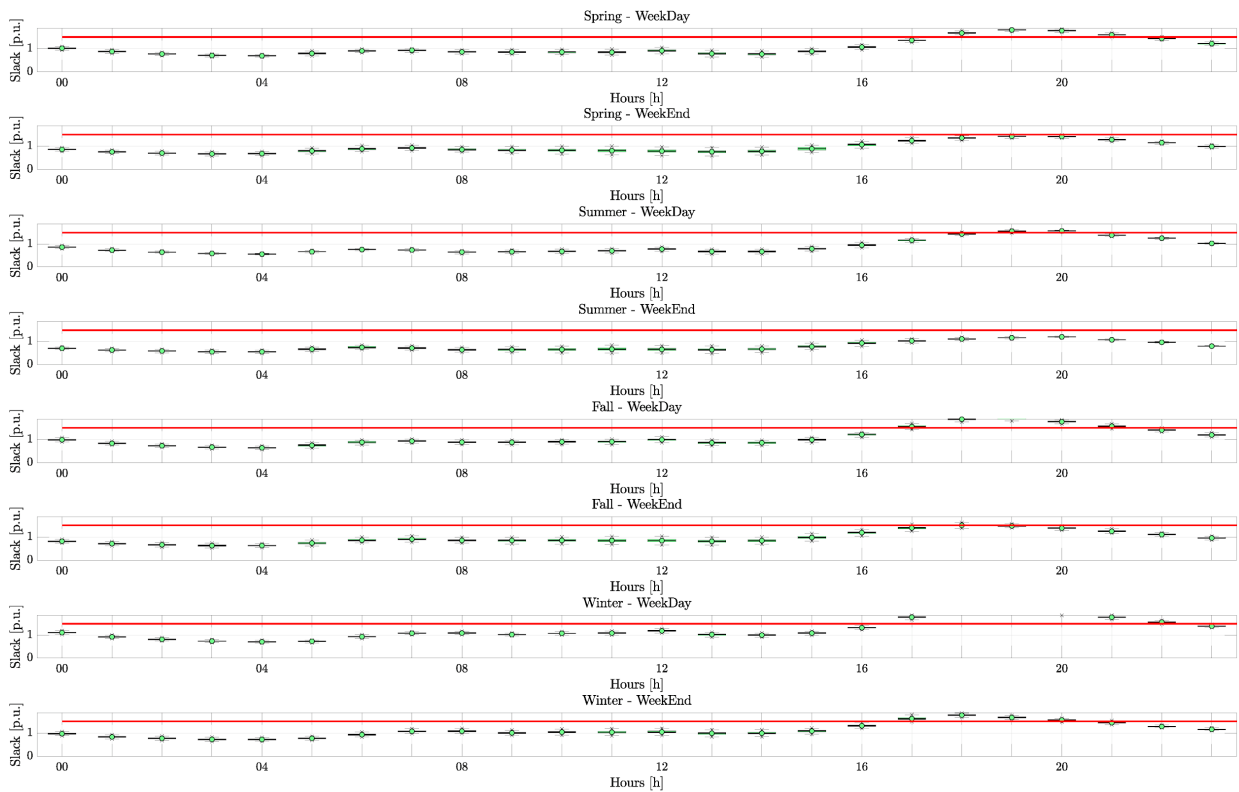 Spring - WeekDay
Slack [p.u.]
1
0
00 04 08 12 16 20
Hours [h]
Spring - WeekEnd
Slack [p.u.]
1
0
00 04 08 12 16 20
Hours [h]
Summer - WeekDay
Slack [p.u.]
1
0
00 04 08 12 16 20
Hours [h]
Summer - WeekEnd
Slack [p.u.]
1
0
00 04 08 12 16 20
Hours [h]
Fall - WeekDay
Slack [p.u.]
1
0
00 04 08 12 16 20
Hours [h]
Fall - WeekEnd
Slack [p.u.]
1
0
00 04 08 12 16 20
Hours [h]
Winter - WeekDay
Slack [p.u.]
1
0
00 04 08 12 16 20
Hours [h]
Winter - WeekEnd
Slack [p.u.]
1
0
00 04 08 12 16 20
Hours [h]